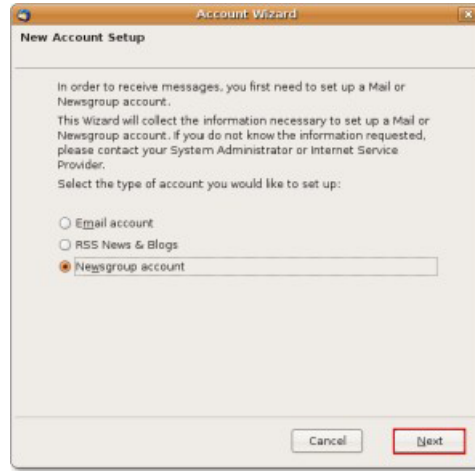 Account Wizard
New Account Setup
In order to receive messages, you first need to set up a Mail or
Newsgroup account.
This Wizard will collect the information necessary to set up a Mail or
Newsgroup account. If you do not know the information requested,
please contact your System Administrator or Internet Service
Provider.
Select the type of account you would like to set up:
Email account
RSS News & Blogs
Newsgroup account
Cancel
Next